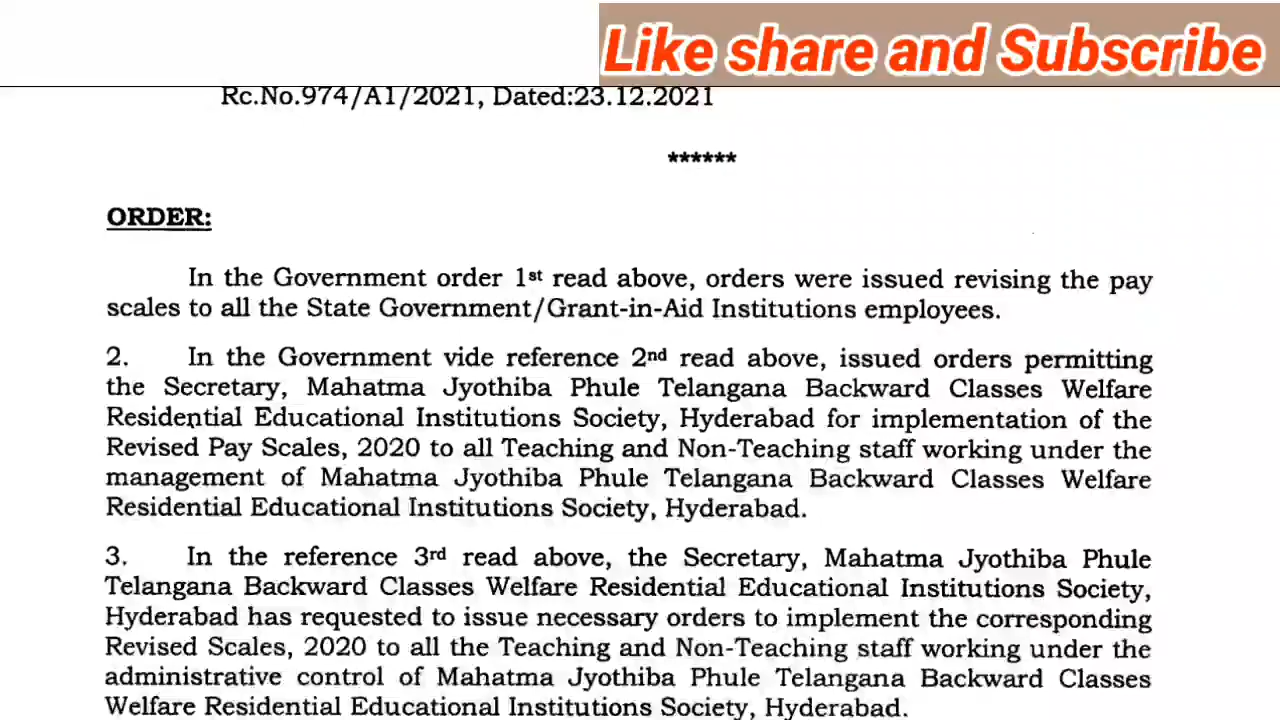 Like share and Subscribe
Rc.No.974/A1/2021, Dated:23.12.2021
******
ORDER:
In the Government order 1st read above, orders were issued revising the pay
scales to all the State Government/Grant-in-Aid Institutions employees.
2. In the Government vide reference 2nd read above, issued orders permitting
the Secretary, Mahatma Jyothiba Phule Telangana Backward Classes Welfare
Residential Educational Institutions Society, Hyderabad for implementation of the
Revised Pay Scales, 2020 to all Teaching and Non-Teaching staff working under the
management of Mahatma Jyothiba Phule Telangana Backward Classes Welfare
Residential Educational Institutions Society, Hyderabad.
3. In the reference 3rd read above, the Secretary, Mahatma Jyothiba Phule
Telangana Backward Classes Welfare Residential Educational Institutions Society,
Hyderabad has requested to issue necessary orders to implement the corresponding
Revised Scales, 2020 to all the Teaching and Non-Teaching staff working under the
administrative control of Mahatma Jyothiba Phule Telangana Backward Classes
Welfare Residential Educational Institutions Society, Hyderabad.